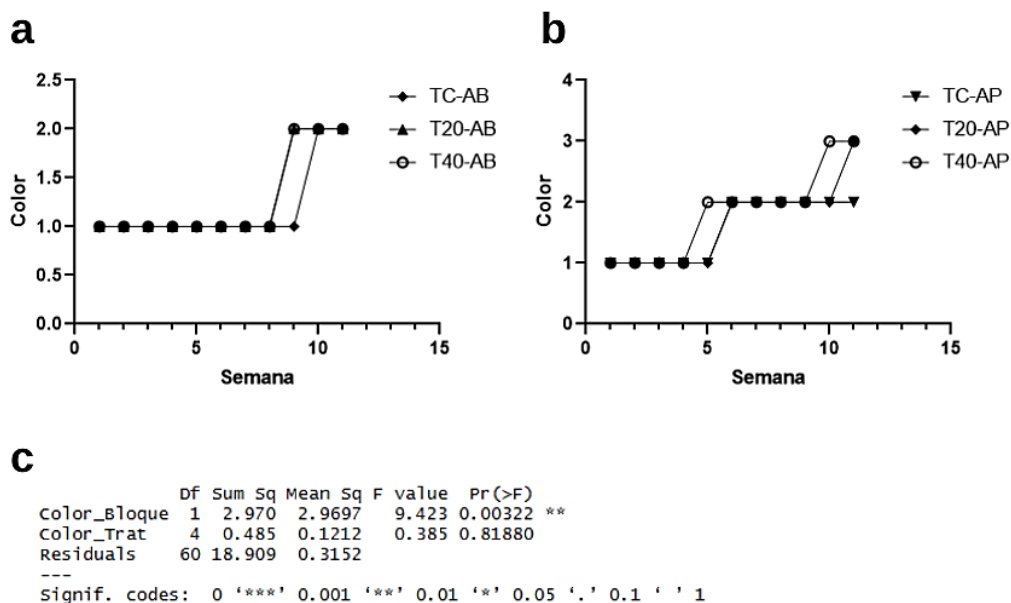 a
2.5
2.0
1.5
1.0
0.5
0.0
Color
0 5 10 15
Semana
TC-AB
T20-AB
T40-AB
b
4
3
2
1
0
Color
0 5 10 15
Semana
TC-AP
T20-AP
T40-AP
c
Df Sum Sq Mean Sq F value Pr(>F)
Color_Bloque 1 2.970 2.9697 9.423 0.00322 **
Color_Trat 4 0.485 0.1212 0.385 0.81880
Residuals 60 18.909 0.3152
---
Signif. codes: 0 ‘***’ 0.001 ‘**’ 0.01 ‘*’ 0.05 ‘.’ 0.1 ‘ ’ 1